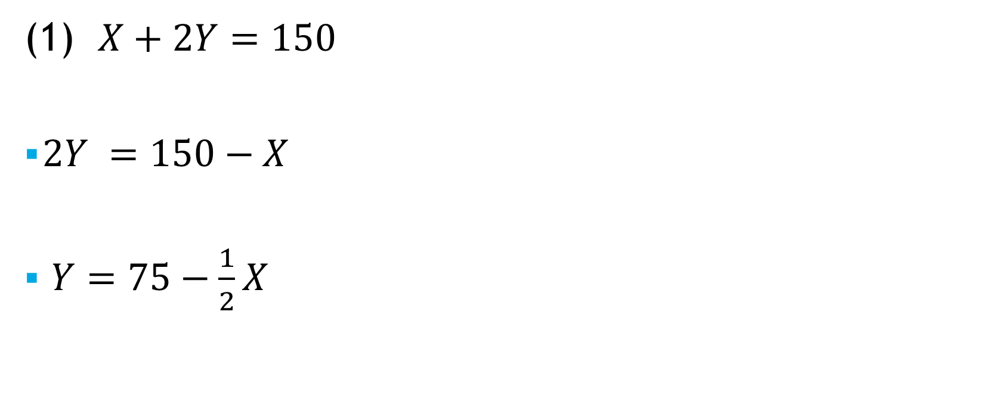 (1) X + 2Y = 150
▪2Y = 150 − X
▪ Y = 75 − 1/2 X